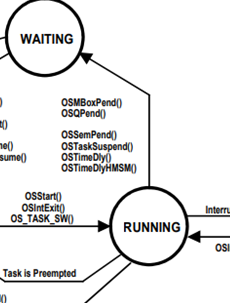 WAITING
OSMBoxPend()
OSQPend()
OSSemPend()
OSTaskSuspend()
OSTimeDly()
OSTimeDlyHMSM()
OSStart()
OSIntExit()
OS_TASK_SW()
RUNNING
Task is Preempted